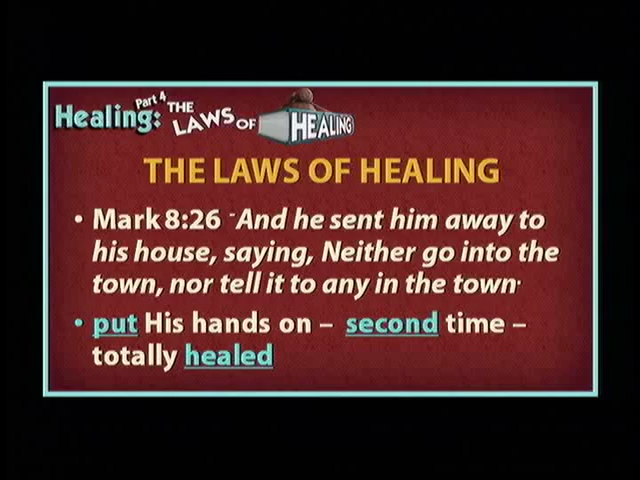 Healing: Part 4 THE LAWS OF HEALING
THE LAWS OF HEALING
• Mark 8:26 - And he sent him away to
his house, saying, Neither go into the
town, nor tell it to any in the town.
• put His hands on – second time –
totally healed